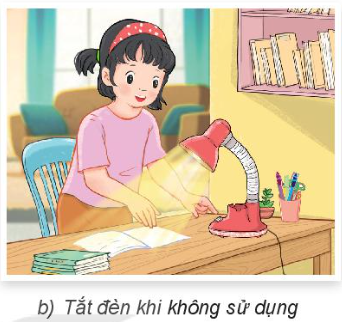 b) Tắt đèn khi không sử dụng